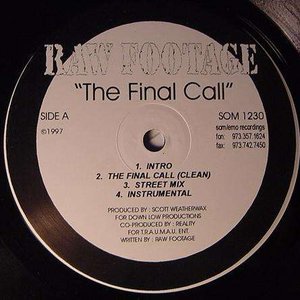 RAW FOOTAGE
"The Final Call"
SIDE A
SOM 1230
©1997
som/emo recordings
fon: 973.357.1624
fax: 973.742.7450
1. INTRO
2. THE FINAL CALL (CLEAN)
3. STREET MIX
4. INSTRUMENTAL
PRODUCED BY : SCOTT WEATHERWAX
FOR DOWN LOW PRODUCTIONS
CO-PRODUCED BY : REALITY
FOR T.R.A.U.M.A.U. ENT.
WRITTEN BY : RAW FOOTAGE